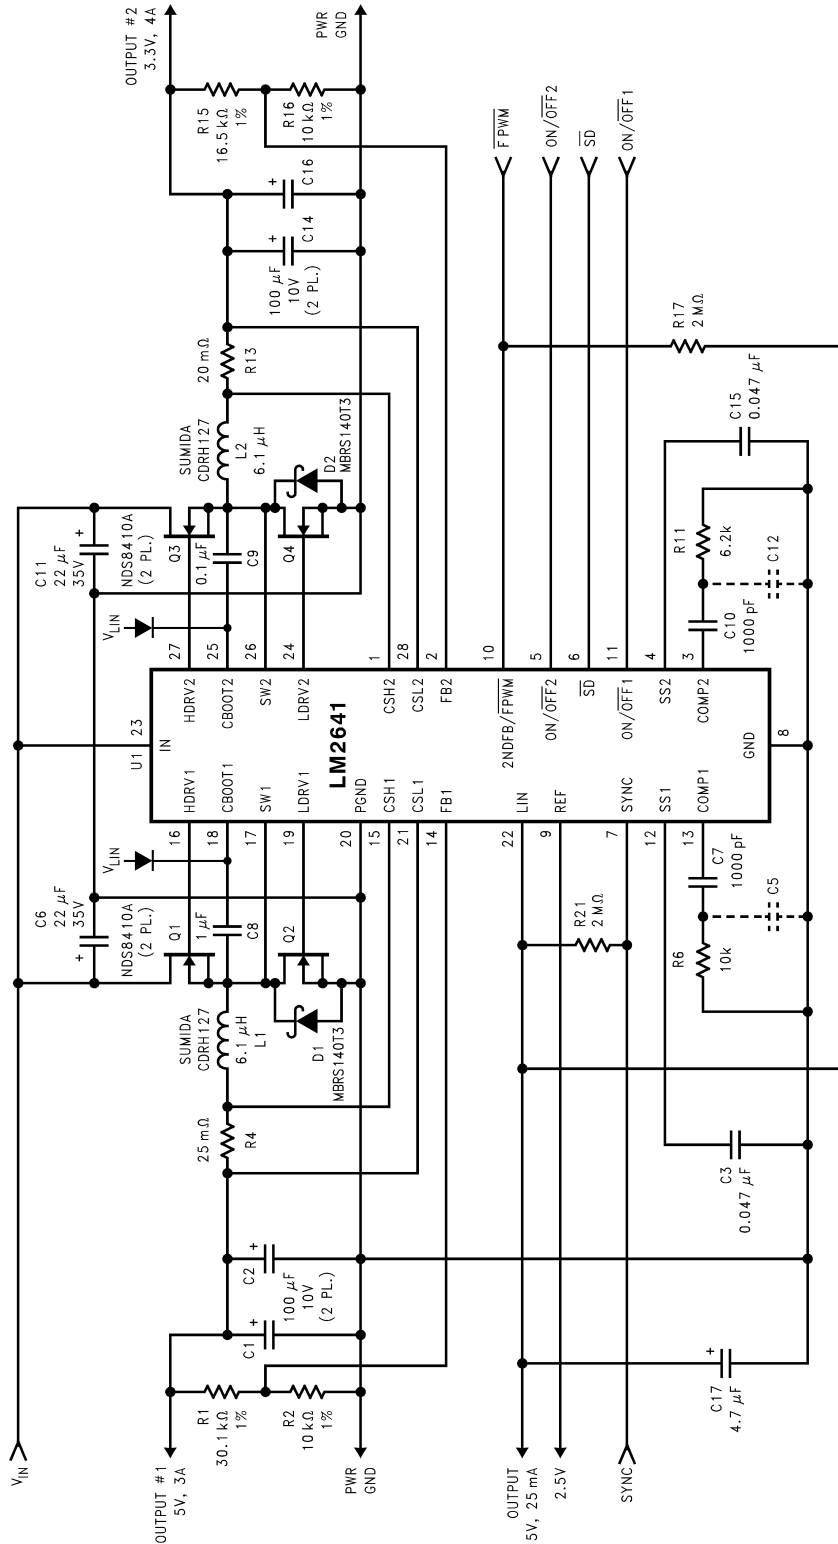 V_IN
C6
22 μF
35V
+
C11
22 μF
35V
+
OUTPUT #1
5V, 3A
SUMIDA
CDRH127
6.1 μH
L1
NDS8410A
(2 PL.)
Q1
V_LIN
1 μF
C8
U1
23
IN
V_LIN
NDS8410A
(2 PL.)
Q3
0.1 μF
C9
SUMIDA
CDRH127
L2
6.1 μH
20 mΩ
R13
OUTPUT #2
3.3V, 4A
R1
30.1 kΩ
1%
R2
10 kΩ
1%
C1
+
C2
+
100 μF
10V
(2 PL.)
25 mΩ
R4
D1
MBRS140T3
Q2
Q4
D2
MBRS140T3
100 μF
10V
(2 PL.)
C14
+
C16
+
R15
16.5 kΩ
1%
R16
10 kΩ
1%
PWR
GND
PWR
GND
16
HDRV1
HDRV2
27
18
CBOOT1
CBOOT2
25
17
SW1
SW2
26
19
LDRV1
LDRV2
24
20
PGND
LM2641
15
CSH1
CSH2
1
21
CSL1
CSL2
28
14
FB1
FB2
2
OUTPUT
5V, 25 mA
22
LIN
2NDFB/FPWM
10
FPWM
2.5V
9
REF
ON/OFF2
5
ON/OFF2
R21
2 MΩ
SD
6
SD
SYNC
7
SYNC
ON/OFF1
11
ON/OFF1
12
SS1
SS2
4
13
COMP1
COMP2
3
GND
8
C17
4.7 μF
+
C3
0.047 μF
R6
10k
C7
1000 pF
C5
C10
1000 pF
R11
6.2k
C12
C15
0.047 μF
R17
2 MΩ